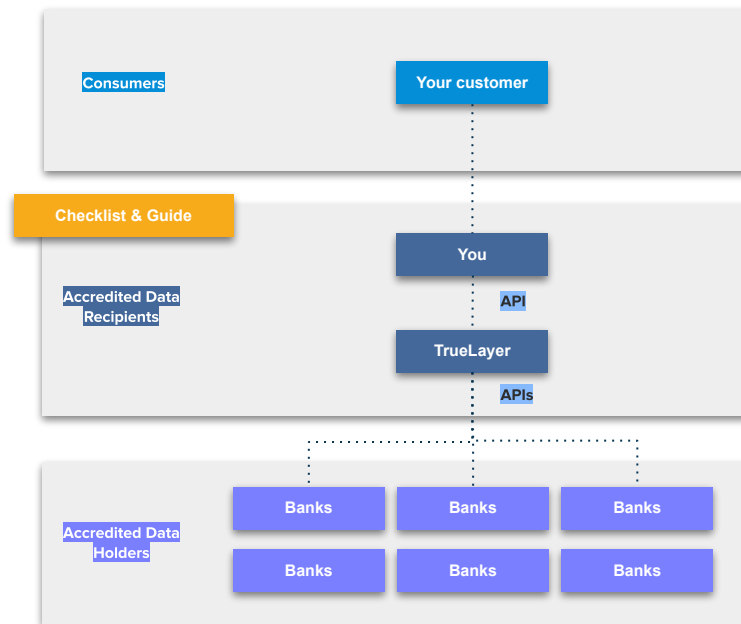 Consumers
Your customer
Checklist & Guide
You
Accredited Data
Recipients
API
TrueLayer
APIs
Banks
Banks
Banks
Accredited Data
Holders
Banks
Banks
Banks